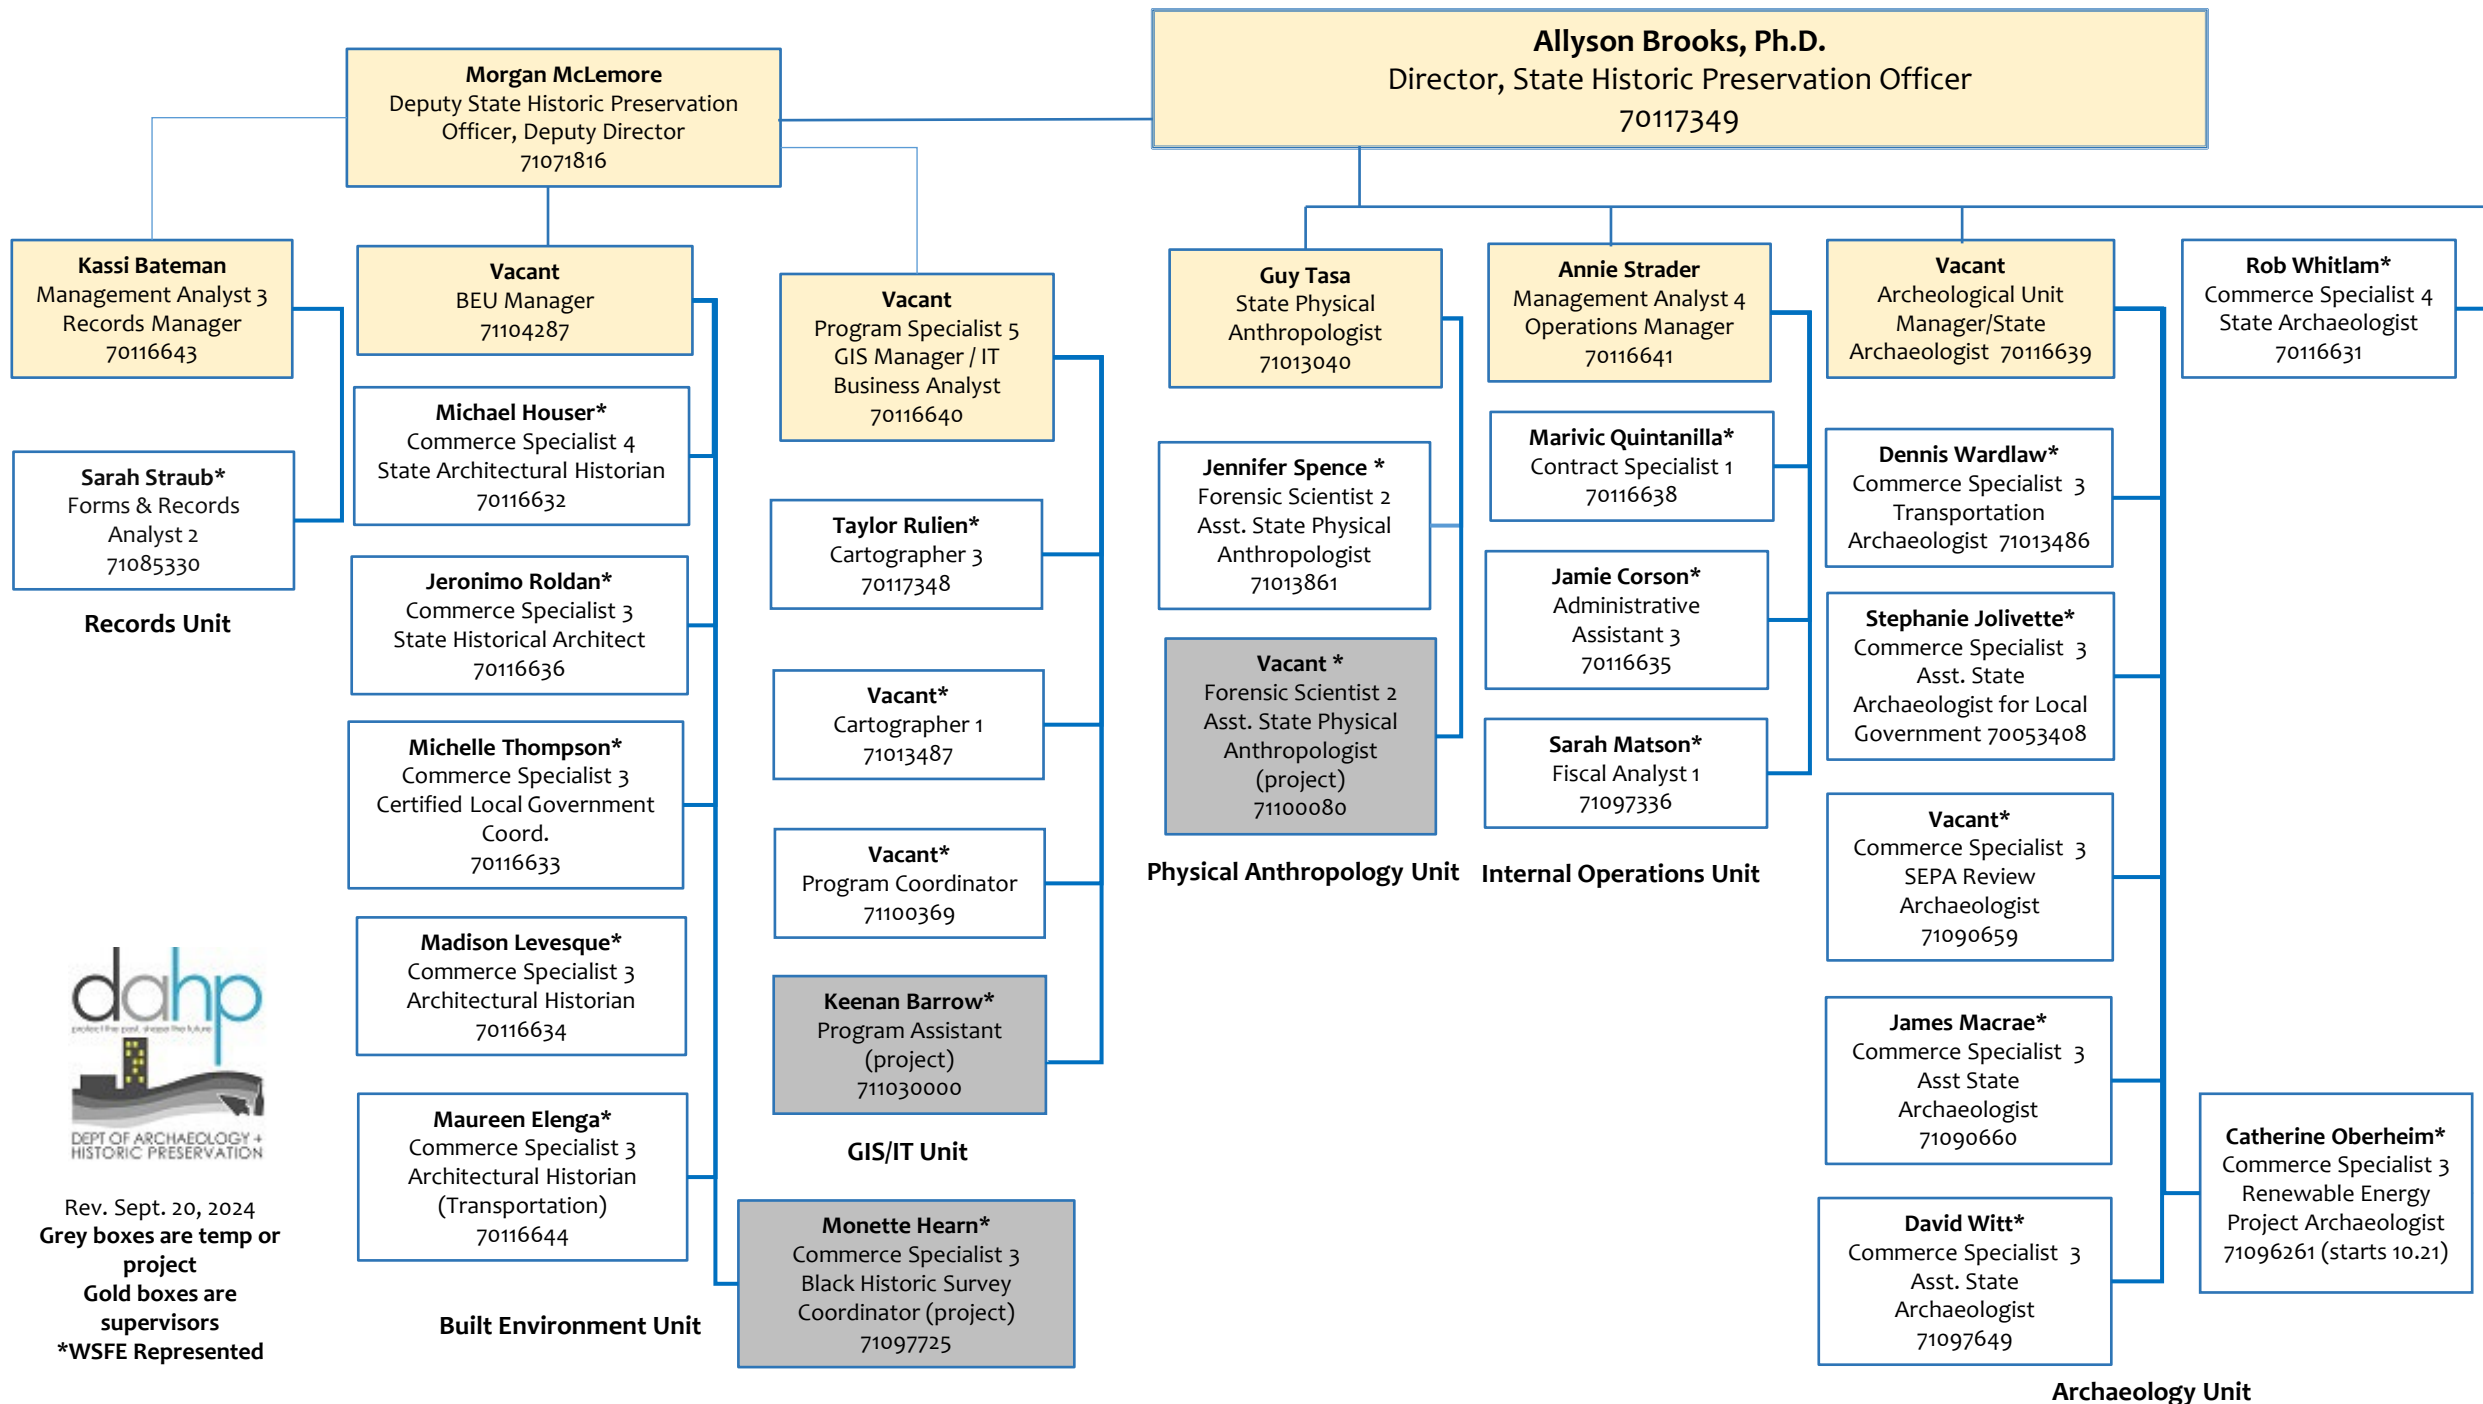 Allyson Brooks, Ph.D.
Director, State Historic Preservation Officer
70117349
Morgan McLemore
Deputy State Historic Preservation
Officer, Deputy Director
71071816
Kassi Bateman
Management Analyst 3
Records Manager
70116643
Sarah Straub*
Forms & Records
Analyst 2
71085330
Records Unit
Vacant
BEU Manager
71104287
Michael Houser*
Commerce Specialist 4
State Architectural Historian
70116632
Jeronimo Roldan*
Commerce Specialist 3
State Historical Architect
70116636
Michelle Thompson*
Commerce Specialist 3
Certified Local Government
Coord.
70116633
Madison Levesque*
Commerce Specialist 3
Architectural Historian
70116634
Maureen Elenga*
Commerce Specialist 3
Architectural Historian
(Transportation)
70116644
Monette Hearn*
Commerce Specialist 3
Black Historic Survey
Coordinator (project)
71097725
Built Environment Unit
Vacant
Program Specialist 5
GIS Manager / IT
Business Analyst
70116640
Taylor Rulien*
Cartographer 3
70117348
Vacant*
Cartographer 1
71013487
Vacant*
Program Coordinator
71100369
Keenan Barrow*
Program Assistant
(project)
711030000
GIS/IT Unit
Guy Tasa
State Physical
Anthropologist
71013040
Jennifer Spence *
Forensic Scientist 2
Asst. State Physical
Anthropologist
71013861
Vacant *
Forensic Scientist 2
Asst. State Physical
Anthropologist
(project)
71100080
Physical Anthropology Unit
Annie Strader
Management Analyst 4
Operations Manager
70116641
Marivic Quintanilla*
Contract Specialist 1
70116638
Jamie Corson*
Administrative
Assistant 3
70116635
Sarah Matson*
Fiscal Analyst 1
71097336
Internal Operations Unit
Vacant
Archeological Unit
Manager/State
Archaeologist 70116639
Dennis Wardlaw*
Commerce Specialist 3
Transportation
Archaeologist 71013486
Stephanie Jolivette*
Commerce Specialist 3
Asst. State
Archaeologist for Local
Government 70053408
Vacant*
Commerce Specialist 3
SEPA Review
Archaeologist
71090659
James Macrae*
Commerce Specialist 3
Asst State
Archaeologist
71090660
David Witt*
Commerce Specialist 3
Asst. State
Archaeologist
71097649
Catherine Oberheim*
Commerce Specialist 3
Renewable Energy
Project Archaeologist
71096261 (starts 10.21)
Archaeology Unit
Rob Whitlam*
Commerce Specialist 4
State Archaeologist
70116631
dahp
protect the past, shape the future
DEPT OF ARCHAEOLOGY +
HISTORIC PRESERVATION
Rev. Sept. 20, 2024
Grey boxes are temp or
project
Gold boxes are
supervisors
*WSFE Represented